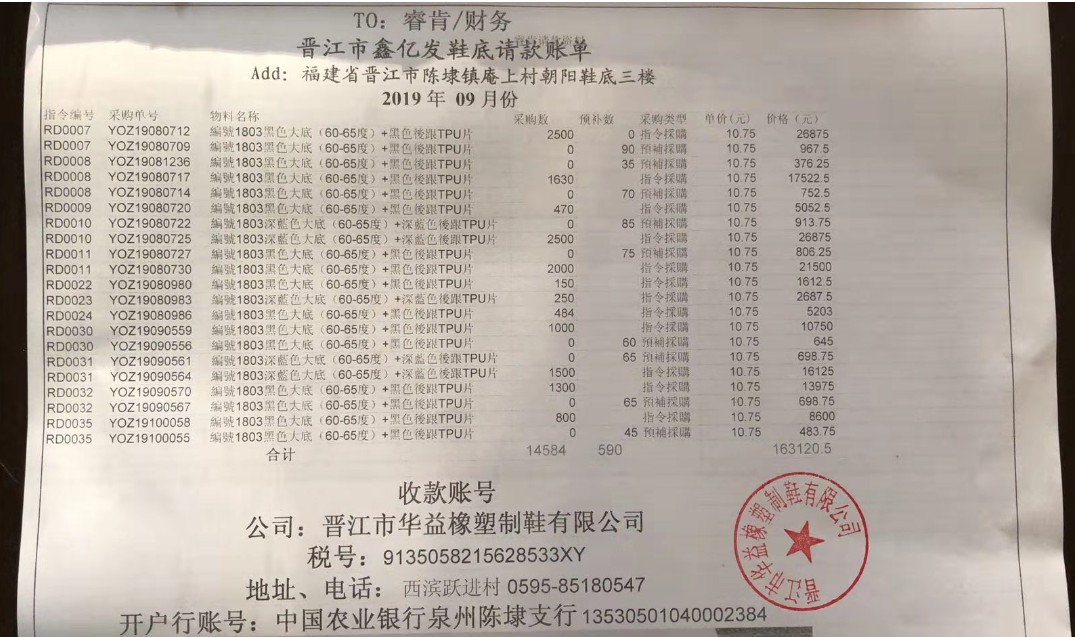 TO：睿肯/财务
晋江市鑫亿发鞋底请款账单
Add：福建省晋江市陈埭镇庵上村朝阳鞋底三楼
2019 年 09 月份
指令编号 采购单号 物料名称 采购数 预补数 采购类型 单价(元) 价格（元）
RD0007 YOZ19080712 編號1803黑色大底（60-65度）+黑色後跟TPU片 2500 0 指令採購 10.75 26875
RD0007 YOZ19080709 編號1803黑色大底（60-65度）+黑色後跟TPU片 0 90 預補採購 10.75 967.5
RD0008 YOZ19081236 編號1803黑色大底（60-65度）+黑色後跟TPU片 0 35 預補採購 10.75 376.25
RD0008 YOZ19080717 編號1803黑色大底（60-65度）+黑色後跟TPU片 1630 指令採購 10.75 17522.5
RD0008 YOZ19080714 編號1803黑色大底（60-65度）+黑色後跟TPU片 0 70 預補採購 10.75 752.5
RD0009 YOZ19080720 編號1803黑色大底（60-65度）+黑色後跟TPU片 470 指令採購 10.75 5052.5
RD0010 YOZ19080722 編號1803深藍色大底（60-65度）+深藍色後跟TPU片 0 85 預補採購 10.75 913.75
RD0010 YOZ19080725 編號1803深藍色大底（60-65度）+深藍色後跟TPU片 2500 指令採購 10.75 26875
RD0011 YOZ19080727 編號1803黑色大底（60-65度）+黑色後跟TPU片 0 75 預補採購 10.75 806.25
RD0011 YOZ19080730 編號1803黑色大底（60-65度）+黑色後跟TPU片 2000 指令採購 10.75 21500
RD0022 YOZ19080980 編號1803黑色大底（60-65度）+黑色後跟TPU片 150 指令採購 10.75 1612.5
RD0023 YOZ19080983 編號1803深藍色大底（60-65度）+深藍色後跟TPU片 250 指令採購 10.75 2687.5
RD0024 YOZ19080986 編號1803黑色大底（60-65度）+黑色後跟TPU片 484 指令採購 10.75 5203
RD0030 YOZ19090559 編號1803黑色大底（60-65度）+黑色後跟TPU片 1000 指令採購 10.75 10750
RD0030 YOZ19090556 編號1803黑色大底（60-65度）+黑色後跟TPU片 0 60 預補採購 10.75 645
RD0031 YOZ19090561 編號1803深藍色大底（60-65度）+深藍色後跟TPU片 0 65 預補採購 10.75 698.75
RD0031 YOZ19090564 編號1803深藍色大底（60-65度）+深藍色後跟TPU片 1500 指令採購 10.75 16125
RD0032 YOZ19090570 編號1803黑色大底（60-65度）+黑色後跟TPU片 1300 指令採購 10.75 13975
RD0032 YOZ19090567 編號1803黑色大底（60-65度）+黑色後跟TPU片 0 65 預補採購 10.75 698.75
RD0035 YOZ19100058 編號1803黑色大底（60-65度）+黑色後跟TPU片 800 指令採購 10.75 8600
RD0035 YOZ19100055 編號1803黑色大底（60-65度）+黑色後跟TPU片 0 45 預補採購 10.75 483.75
合计 14584 590 163120.5
收款账号
公司：晋江市华益橡塑制鞋有限公司
税号：9135058215628533XY
地址、电话： 西滨跃进村 0595-85180547
开户行账号：中国农业银行泉州陈埭支行 13530501040002384
晋江市华益橡塑制鞋有限公司